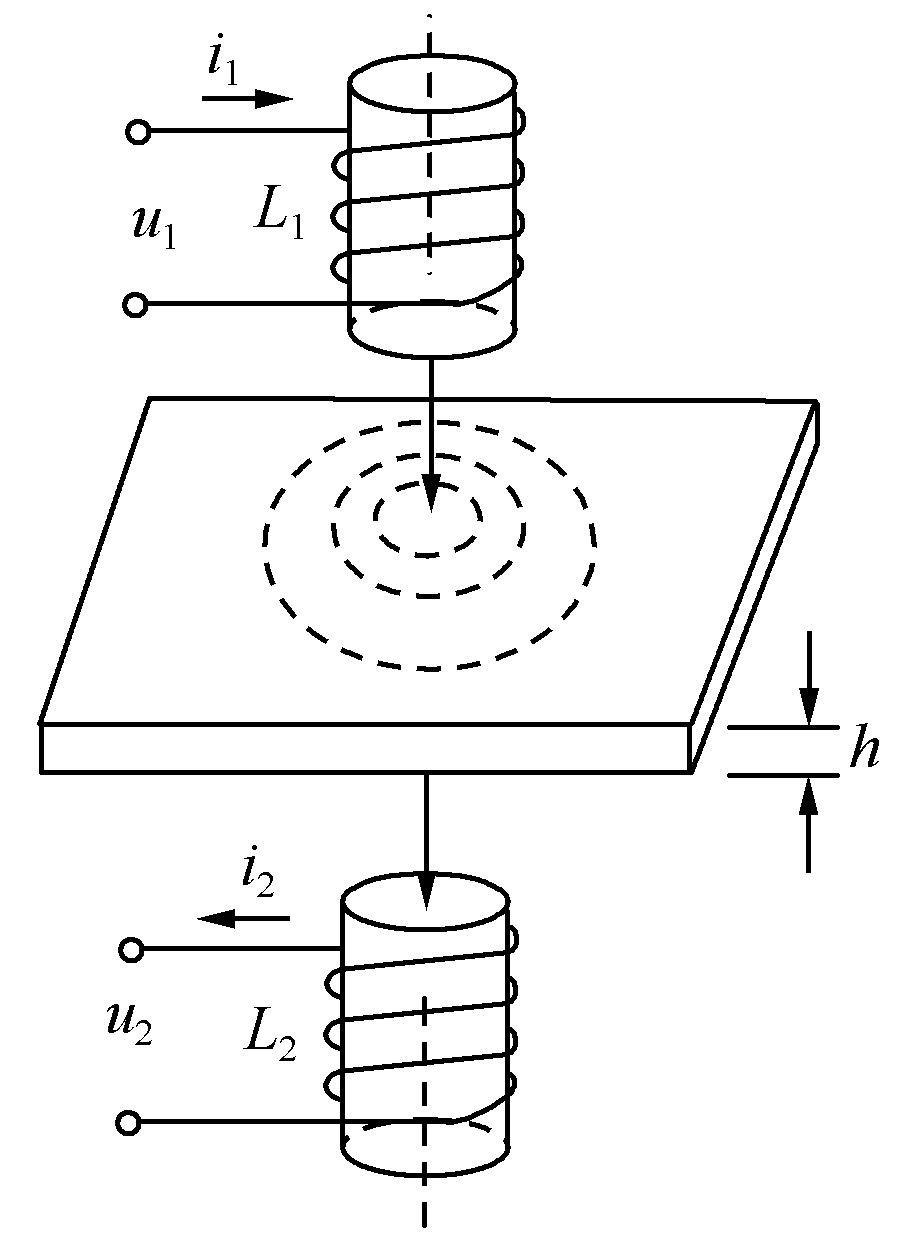 i₁
u₁
L₁
h
i₂
u₂
L₂